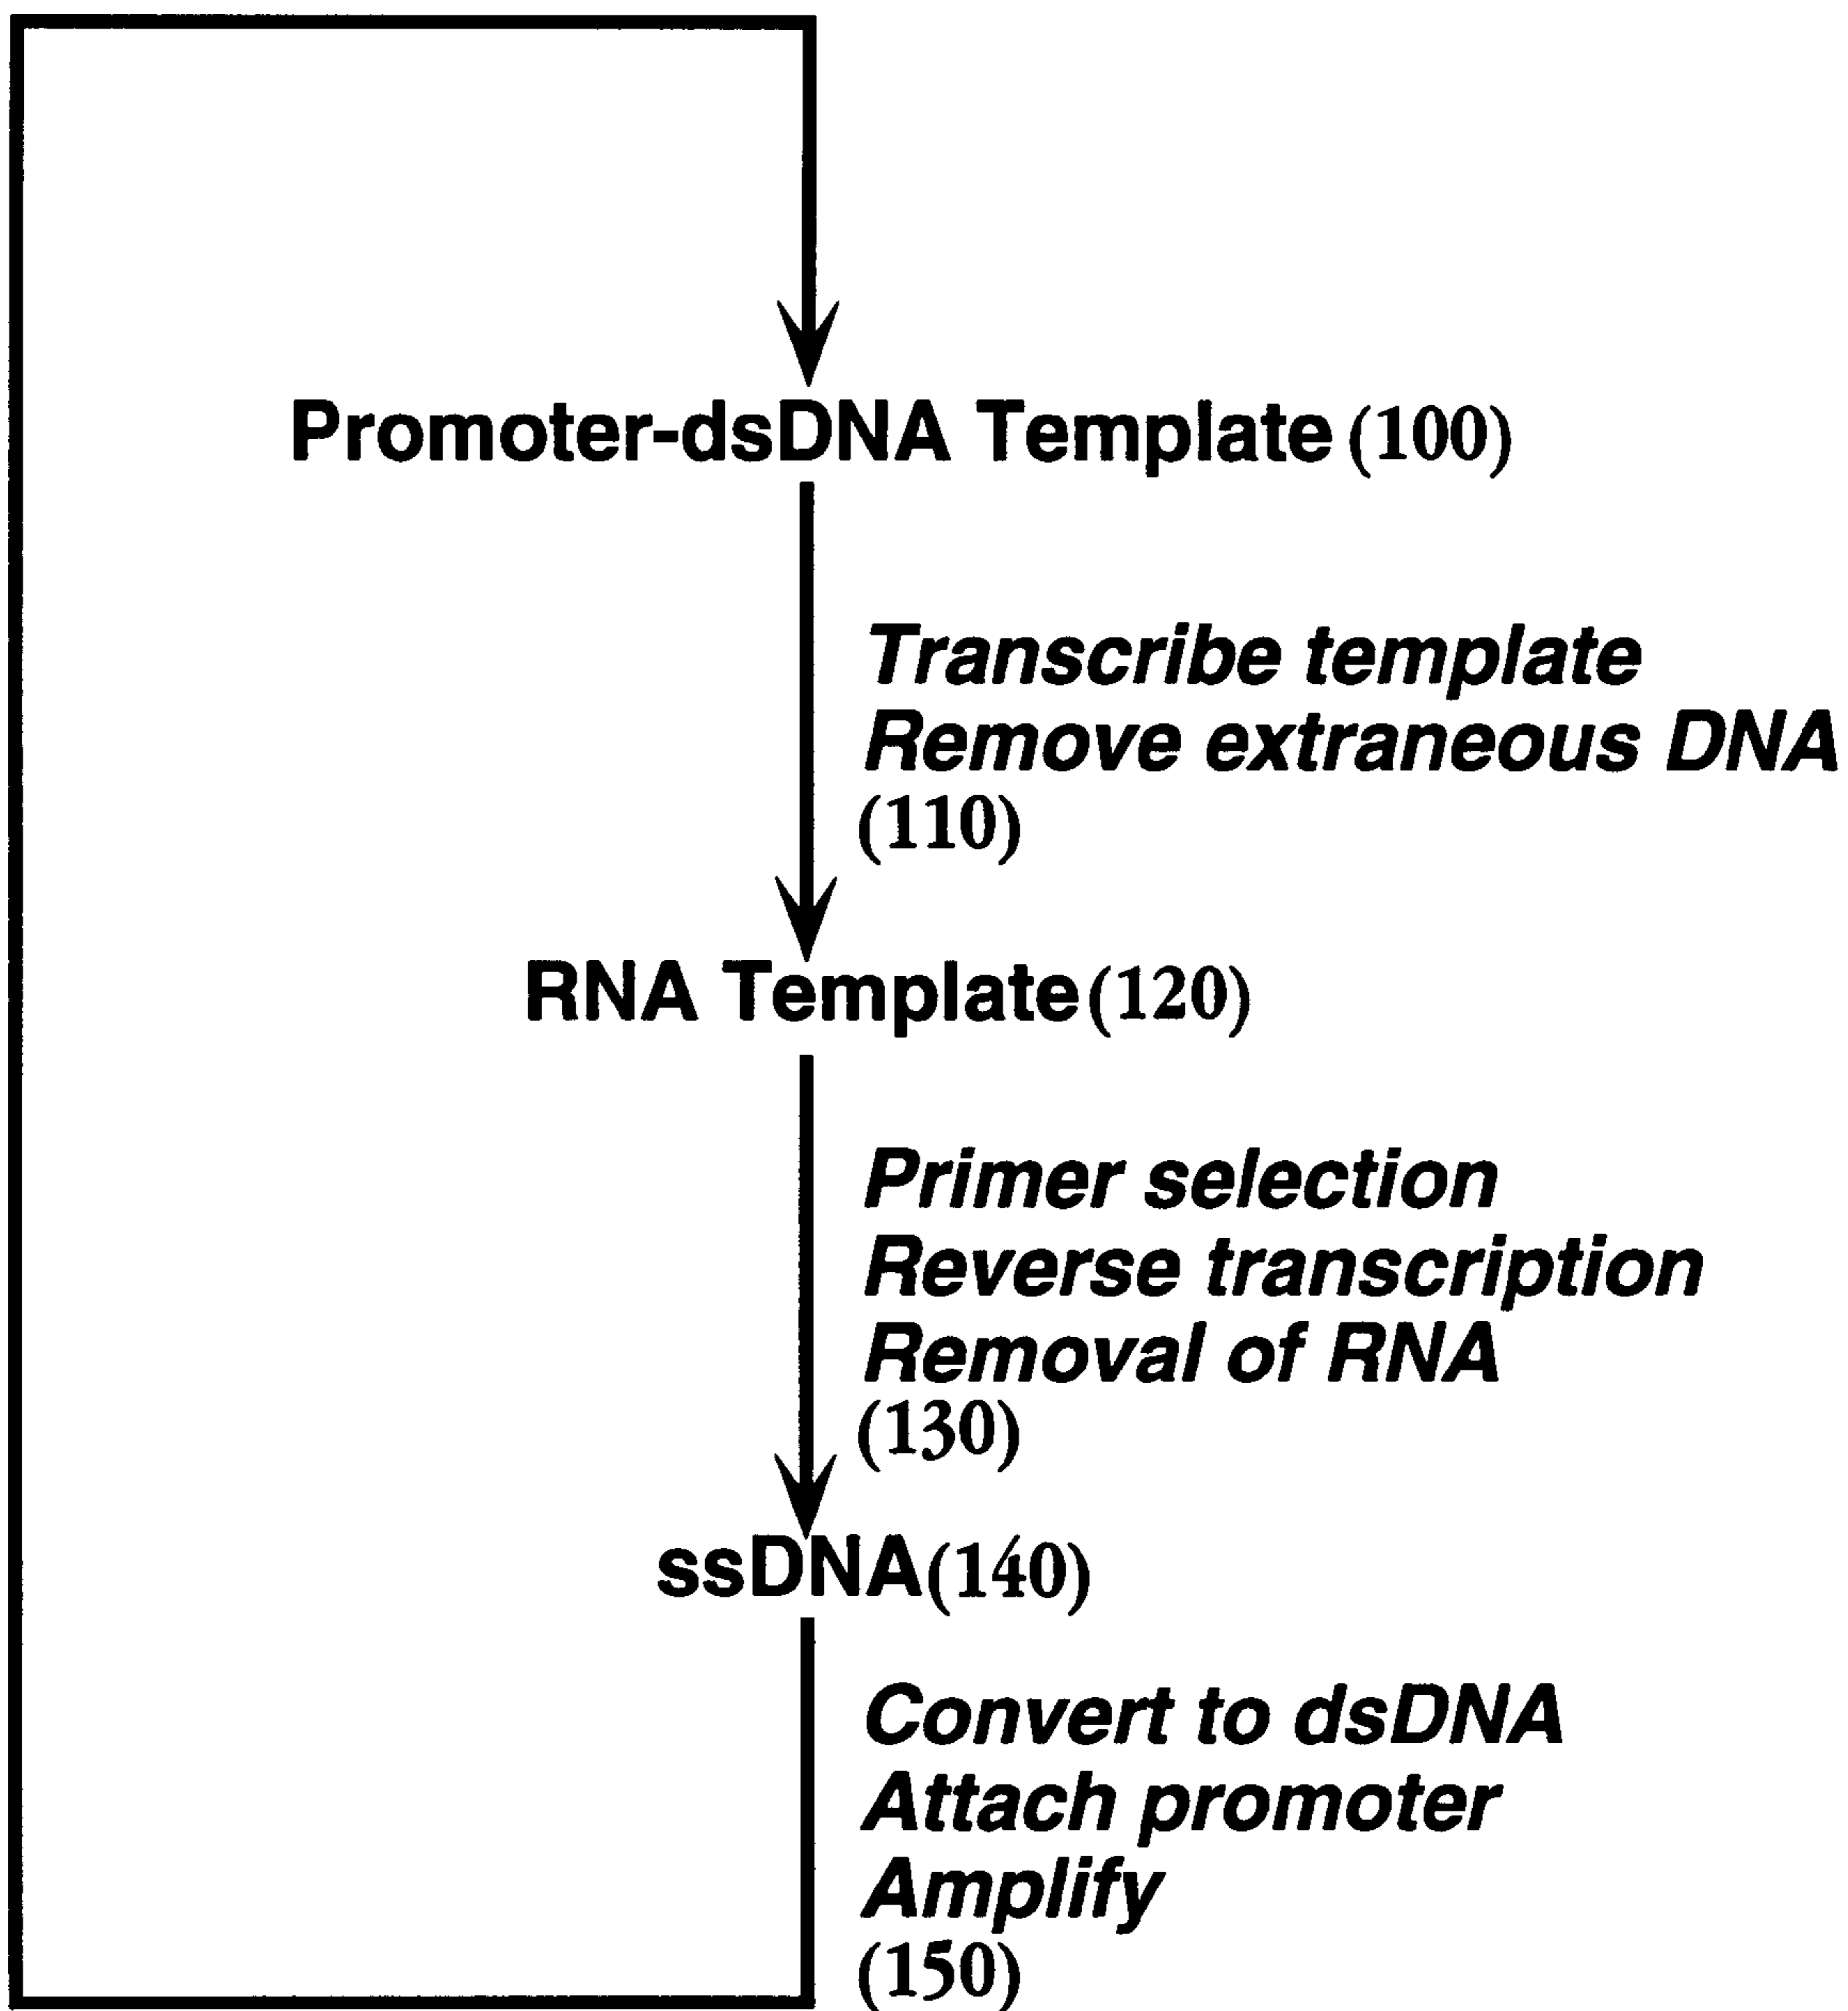 Promoter-dsDNA Template (100)
Transcribe template
Remove extraneous DNA
(110)
RNA Template (120)
Primer selection
Reverse transcription
Removal of RNA
(130)
ssDNA (140)
Convert to dsDNA
Attach promoter
Amplify
(150)